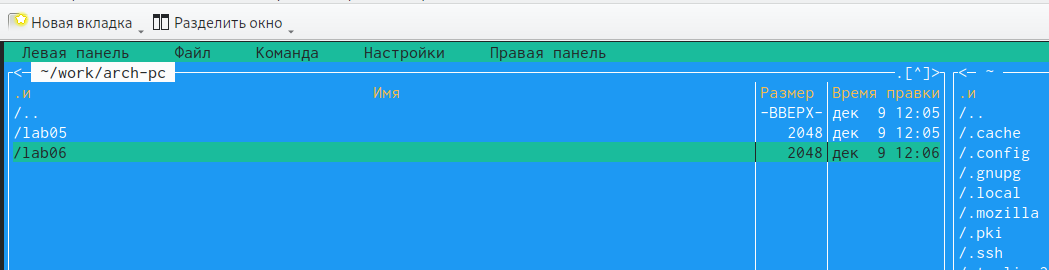 Новая вкладка Разделить окно
Левая панель Файл Команда Настройки Правая панель
<— ~/work/arch-pc .[^]> <— ~
.и Имя Размер Время правки .и
/.. -ВВЕРХ- дек 9 12:05 /..
/lab05 2048 дек 9 12:05 /.cache
/lab06 2048 дек 9 12:06 /.config
/.gnupg
/.local
/.mozilla
/.pki
/.ssh